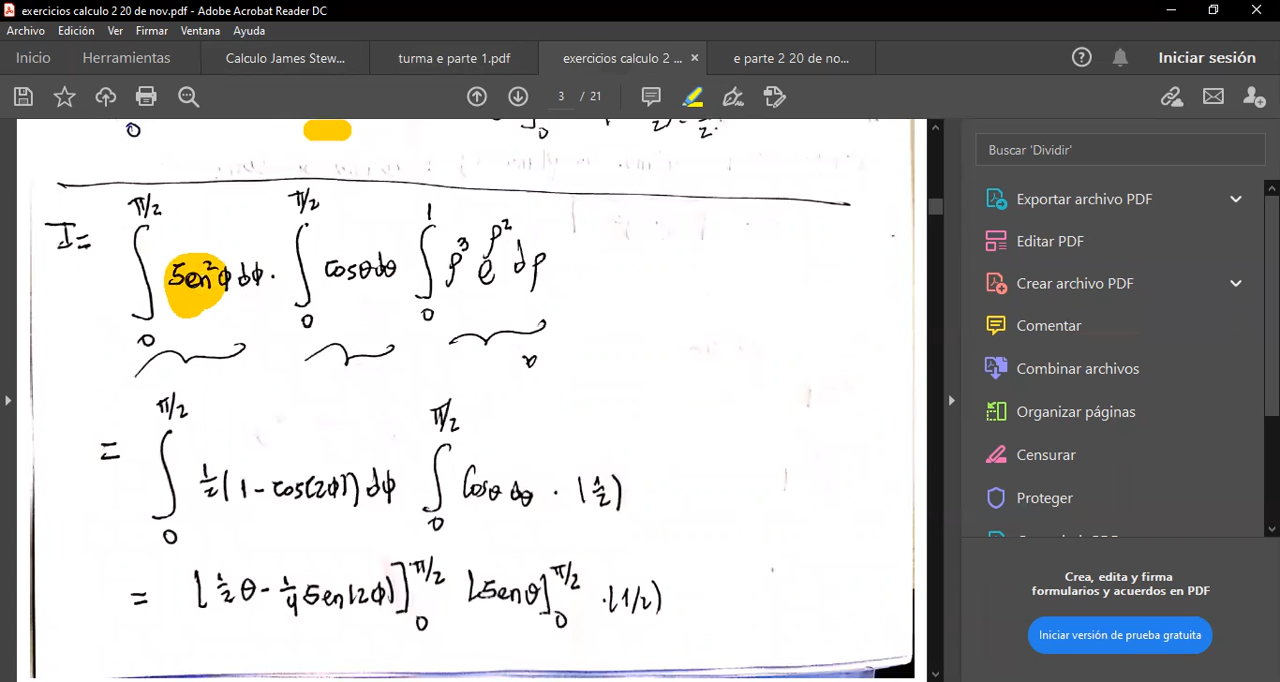 exercicios calculo 2 20 de nov.pdf - Adobe Acrobat Reader DC
Archivo Edición Ver Firmar Ventana Ayuda
Inicio Herramientas Calculo James Stew... turma e parte 1.pdf exercicios calculo 2 ... × e parte 2 20 de no... Iniciar sesión
3 / 21
Buscar 'Dividir'
Exportar archivo PDF
Editar PDF
Crear archivo PDF
Comentar
Combinar archivos
Organizar páginas
Censurar
Proteger
Crea, edita y firma
formularios y acuerdos en PDF
Iniciar versión de prueba gratuita
I = ∫₀^π/2 sen²φ dφ · ∫₀^π/2 cosθ dθ ∫₀^1 ρ³ e^ρ² dρ
= ∫₀^π/2 ½(1 - cos(2φ)) dφ ∫₀^π/2 cosθ dθ · (½)
= [½θ - ¼ sen(2φ)]₀^π/2 [senθ]₀^π/2 · (1/2)